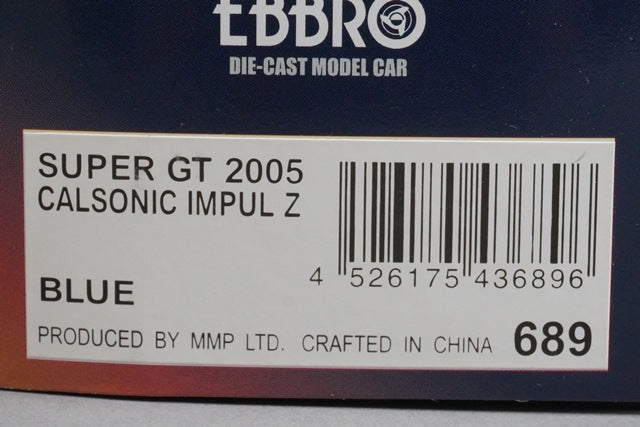 EBBRO
DIE-CAST MODEL CAR
SUPER GT 2005
CALSONIC IMPUL Z
BLUE
4 526175 436896
PRODUCED BY MMP LTD. CRAFTED IN CHINA 689